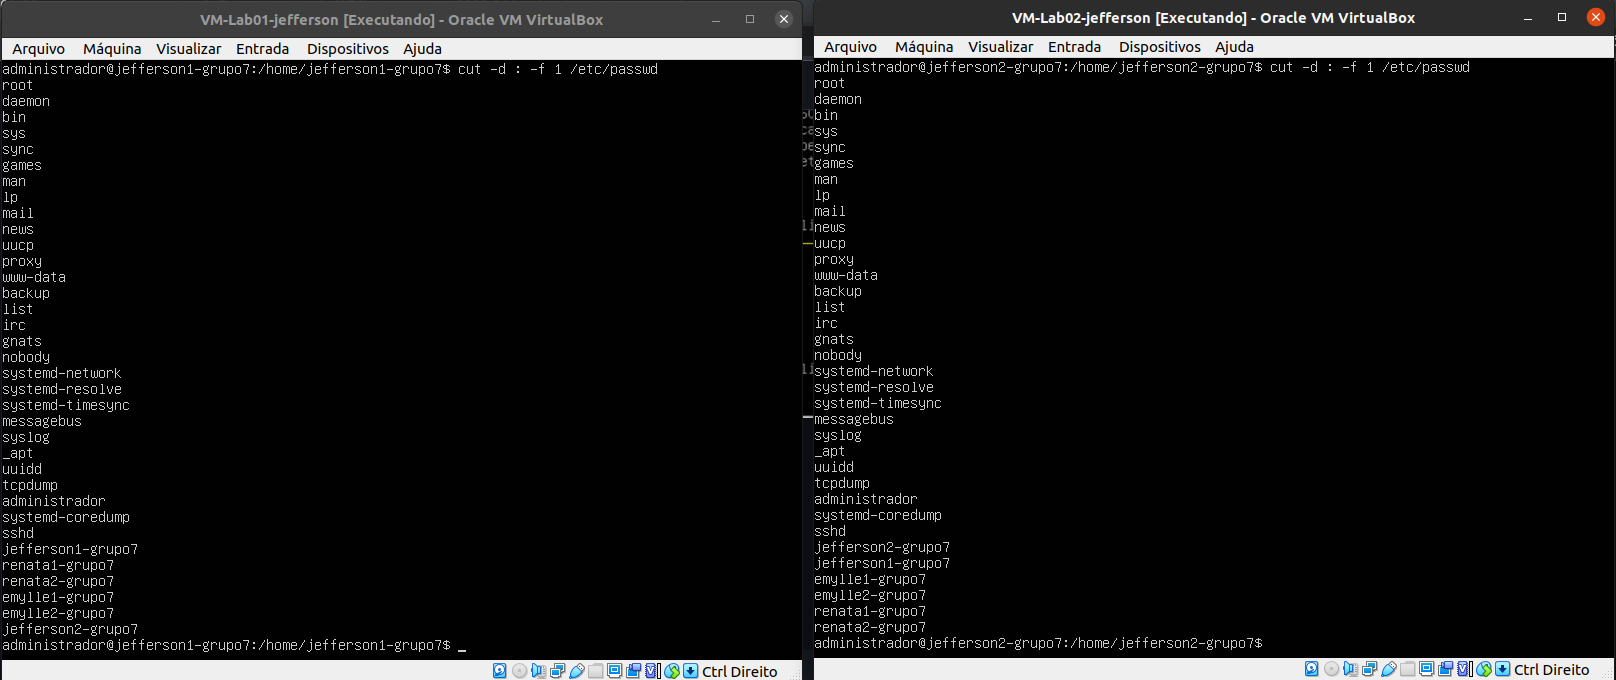 VM-Lab01-jefferson [Executando] - Oracle VM VirtualBox
Arquivo Máquina Visualizar Entrada Dispositivos Ajuda
administrador@jefferson1-grupo7:/home/jefferson1-grupo7$ cut -d : -f 1 /etc/passwd
root
daemon
bin
sys
sync
games
man
lp
mail
news
uucp
proxy
www-data
backup
list
irc
gnats
nobody
systemd-network
systemd-resolve
systemd-timesync
messagebus
syslog
_apt
uuidd
tcpdump
administrador
systemd-coredump
sshd
jefferson1-grupo7
renata1-grupo7
renata2-grupo7
emylle1-grupo7
emylle2-grupo7
jefferson2-grupo7
administrador@jefferson1-grupo7:/home/jefferson1-grupo7$ _
Ctrl Direito
VM-Lab02-jefferson [Executando] - Oracle VM VirtualBox
Arquivo Máquina Visualizar Entrada Dispositivos Ajuda
administrador@jefferson2-grupo7:/home/jefferson2-grupo7$ cut -d : -f 1 /etc/passwd
root
daemon
bin
sys
sync
games
man
lp
mail
news
uucp
proxy
www-data
backup
list
irc
gnats
nobody
systemd-network
systemd-resolve
systemd-timesync
messagebus
syslog
_apt
uuidd
tcpdump
administrador
systemd-coredump
sshd
jefferson2-grupo7
jefferson1-grupo7
emylle1-grupo7
emylle2-grupo7
renata1-grupo7
renata2-grupo7
administrador@jefferson2-grupo7:/home/jefferson2-grupo7$
Ctrl Direito